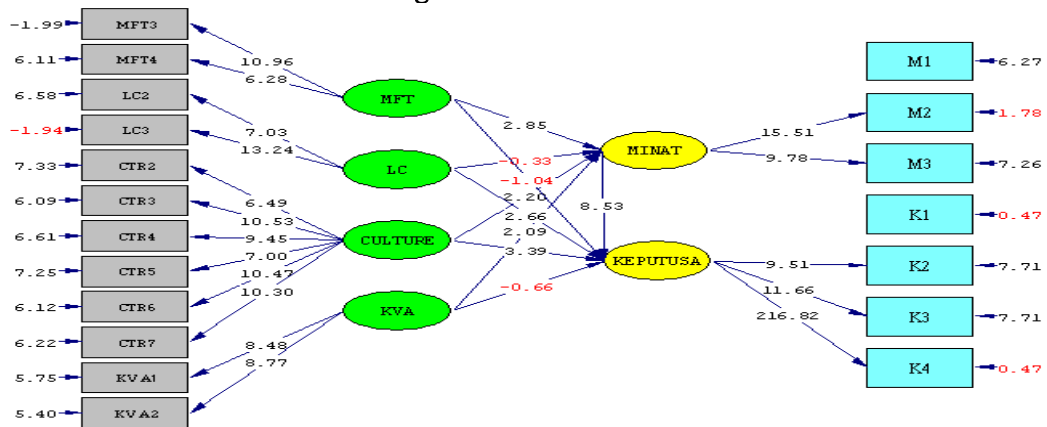 -1.99 MFT3
6.11 MFT4
6.58 LC2
-1.94 LC3
7.33 CTR2
6.09 CTR3
6.61 CTR4
7.25 CTR5
6.12 CTR6
6.22 CTR7
5.75 KVA1
5.40 KVA2
10.96
6.28
7.03
13.24
6.49
10.53
9.45
7.00
10.47
10.30
8.48
8.77
MFT
LC
CULTURE
KVA
2.85
-0.33
-1.04
2.20
2.66
2.09
3.39
-0.66
8.53
MINAT
KEPUTUSA
15.51
9.78
9.51
11.66
216.82
M1 6.27
M2 1.78
M3 7.26
K1 0.47
K2 7.71
K3 7.71
K4 0.47